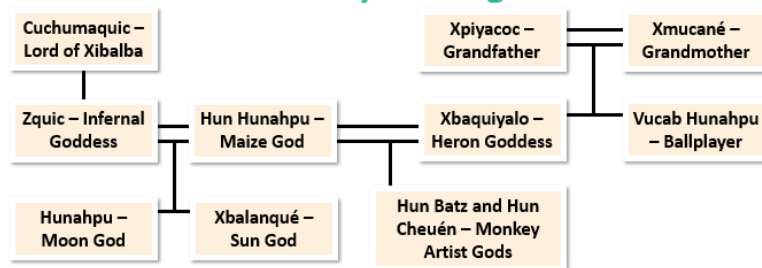 Cuchumaquic –
Lord of Xibalba
Xpiyacoc –
Grandfather
Xmucané –
Grandmother
Zquic – Infernal
Goddess
Hun Hunahpu –
Maize God
Xbaquiyalo –
Heron Goddess
Vucab Hunahpu
– Ballplayer
Hunahpu –
Moon God
Xbalanqué –
Sun God
Hun Batz and Hun
Cheuén – Monkey
Artist Gods